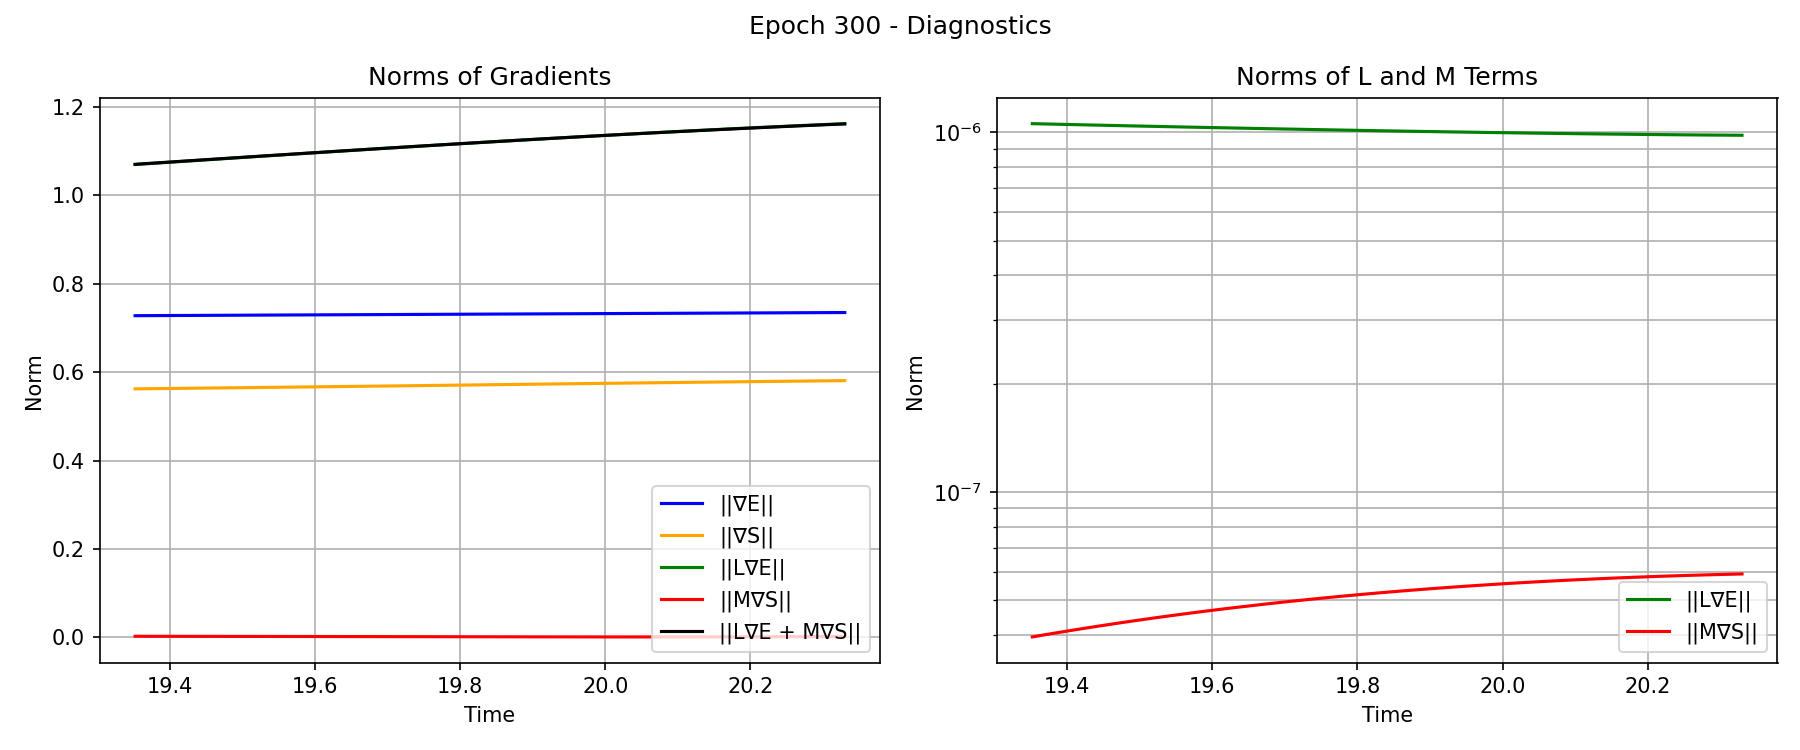 Epoch 300 - Diagnostics
Norms of Gradients
Norm
1.2
1.0
0.8
0.6
0.4
0.2
0.0
||∇E||
||∇S||
||L∇E||
||M∇S||
||L∇E + M∇S||
19.4 19.6 19.8 20.0 20.2
Time
Norms of L and M Terms
Norm
10⁻⁶
10⁻⁷
||L∇E||
||M∇S||
19.4 19.6 19.8 20.0 20.2
Time